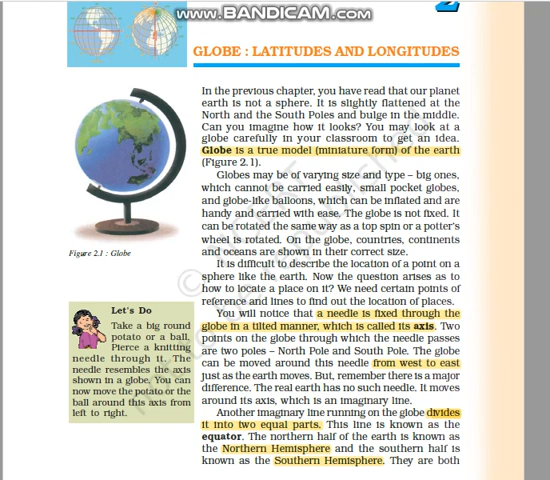 www.BANDICAM.com
2
GLOBE : LATITUDES AND LONGITUDES
In the previous chapter, you have read that our planet
earth is not a sphere. It is slightly flattened at the
North and the South Poles and bulge in the middle.
Can you imagine how it looks? You may look at a
globe carefully in your classroom to get an idea.
Globe is a true model (miniature form) of the earth
(Figure 2.1).
Globes may be of varying size and type – big ones,
which cannot be carried easily, small pocket globes,
and globe-like balloons, which can be inflated and are
handy and carried with ease. The globe is not fixed. It
can be rotated the same way as a top spin or a potter's
wheel is rotated. On the globe, countries, continents
and oceans are shown in their correct size.
It is difficult to describe the location of a point on a
sphere like the earth. Now the question arises as to
how to locate a place on it? We need certain points of
reference and lines to find out the location of places.
You will notice that a needle is fixed through the
globe in a tilted manner, which is called its axis. Two
points on the globe through which the needle passes
are two poles – North Pole and South Pole. The globe
can be moved around this needle from west to east
just as the earth moves. But, remember there is a major
difference. The real earth has no such needle. It moves
around its axis, which is an imaginary line.
Another imaginary line running on the globe divides
it into two equal parts. This line is known as the
equator. The northern half of the earth is known as
the Northern Hemisphere and the southern half is
known as the Southern Hemisphere. They are both
Figure 2.1 : Globe
Let's Do
Take a big round
potato or a ball.
Pierce a knitting
needle through it. The
needle resembles the axis
shown in a globe. You can
now move the potato or the
ball around this axis from
left to right.